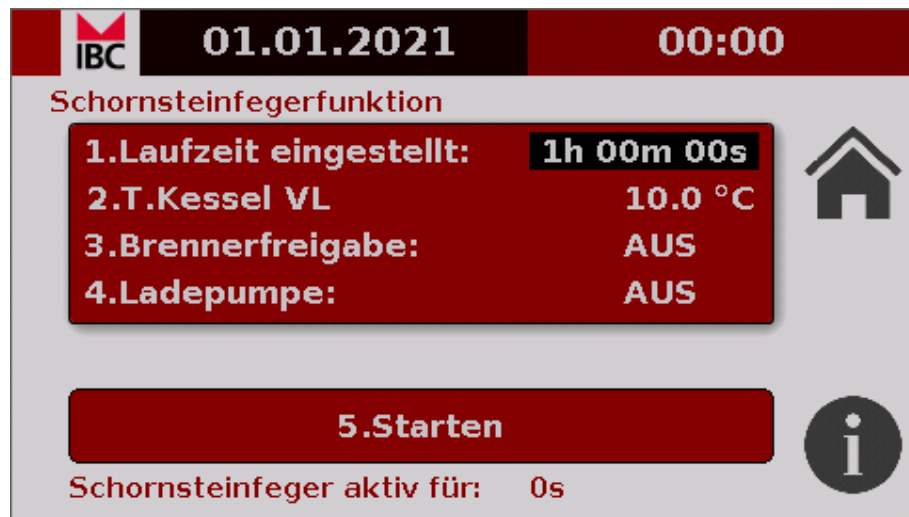 IBC 01.01.2021 00:00
Schornsteinfegerfunktion
1.Laufzeit eingestellt: 1h 00m 00s
2.T.Kessel VL 10.0 °C
3.Brennerfreigabe: AUS
4.Ladepumpe: AUS
5.Starten
i
Schornsteinfeger aktiv für: 0s